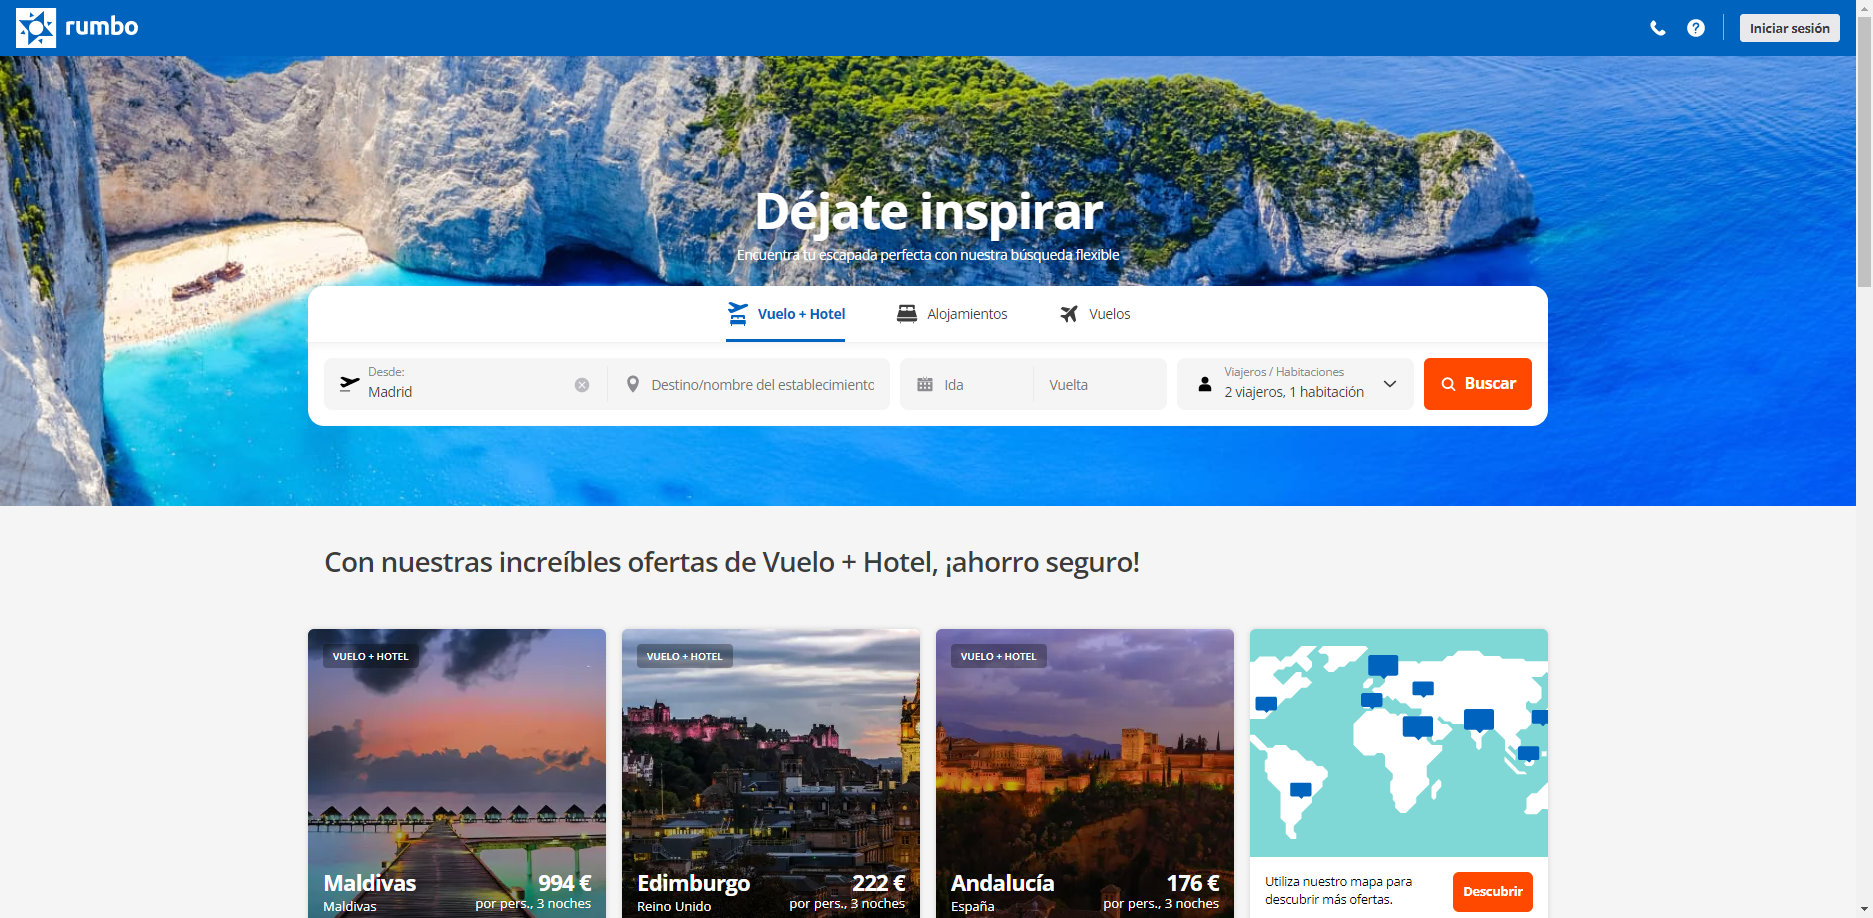 rumbo
Iniciar sesión
Déjate inspirar
Encuentra tu escapada perfecta con nuestra búsqueda flexible
Vuelo + Hotel
Alojamientos
Vuelos
Desde:
Madrid
Destino/nombre del establecimiento
Ida
Vuelta
Viajeros / Habitaciones
2 viajeros, 1 habitación
Buscar
Con nuestras increíbles ofertas de Vuelo + Hotel, ¡ahorro seguro!
VUELO + HOTEL
Maldivas
994 €
Maldivas
por pers., 3 noches
VUELO + HOTEL
Edimburgo
222 €
Reino Unido
por pers., 3 noches
VUELO + HOTEL
Andalucía
176 €
España
por pers., 3 noches
Utiliza nuestro mapa para
descubrir más ofertas.
Descubrir